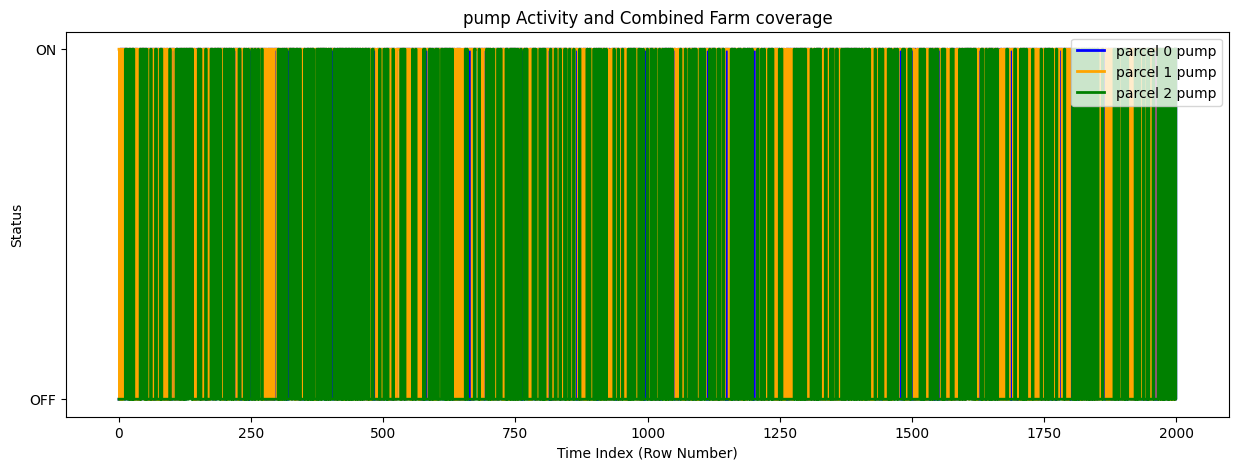 pump Activity and Combined Farm coverage
ON
parcel 0 pump
parcel 1 pump
parcel 2 pump
Status
OFF
0 250 500 750 1000 1250 1500 1750 2000
Time Index (Row Number)